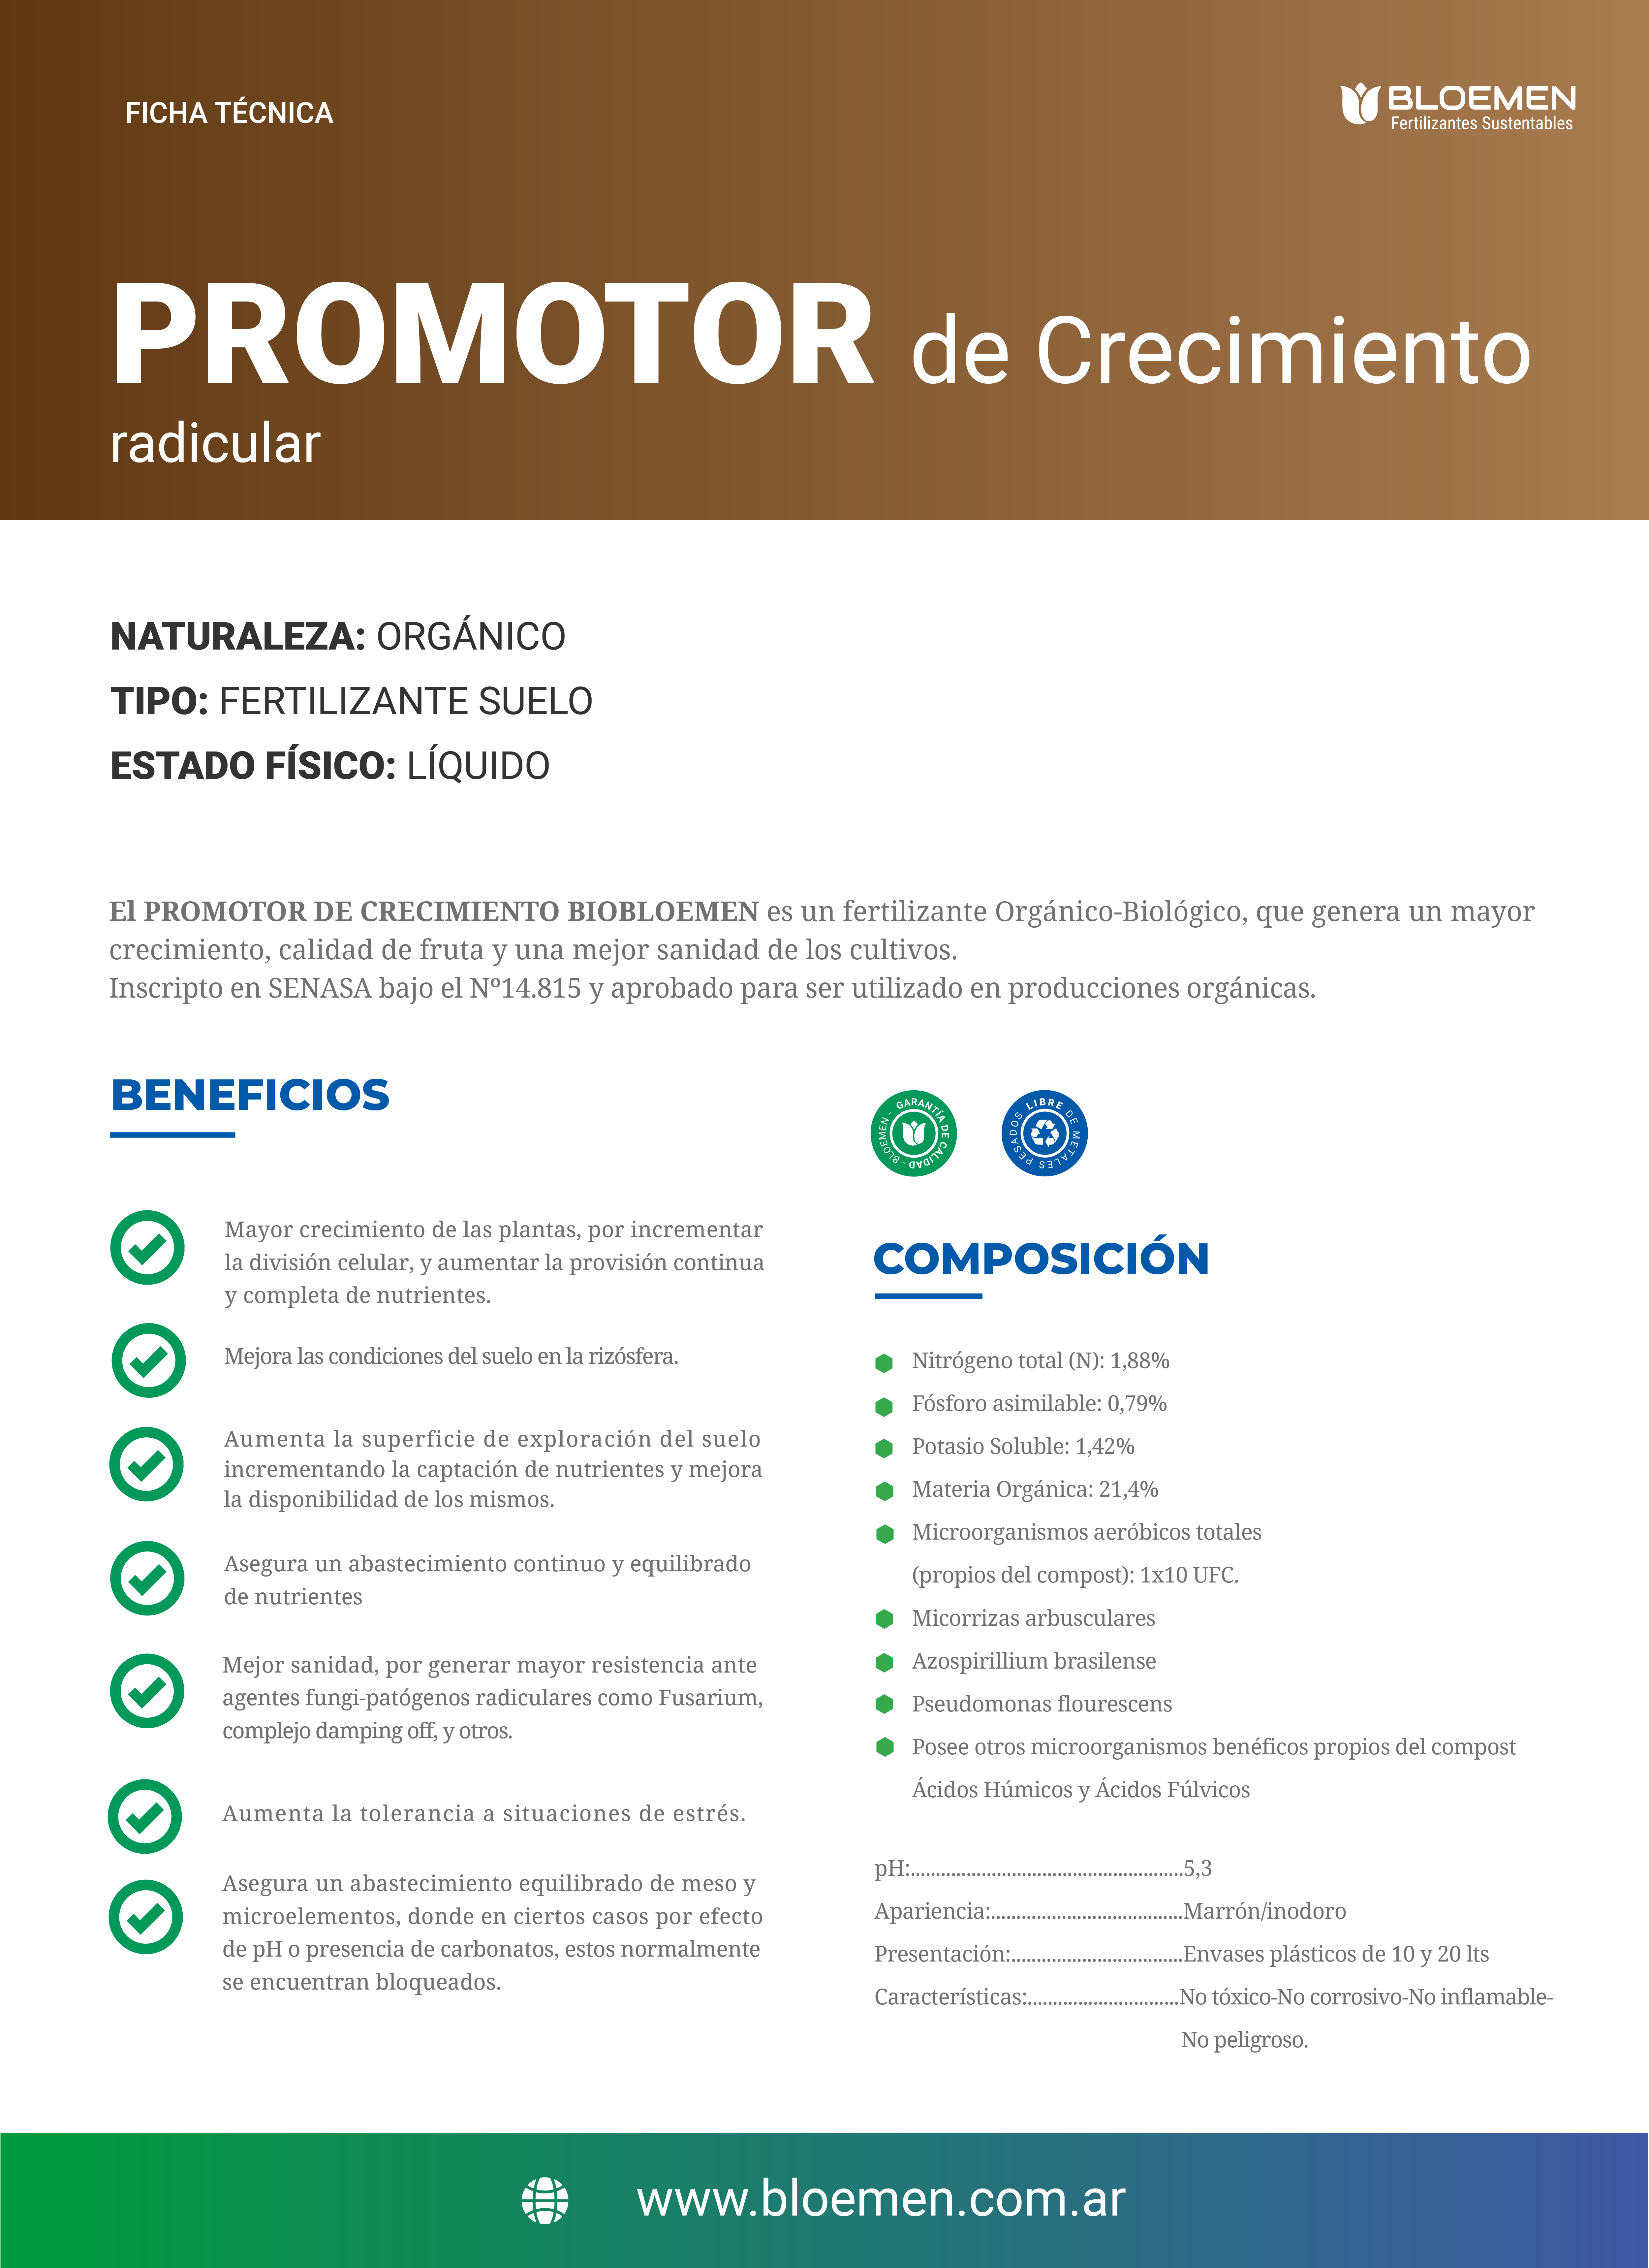 FICHA TÉCNICA
BLOEMEN
Fertilizantes Sustentables
PROMOTOR de Crecimiento
radicular
NATURALEZA: ORGÁNICO
TIPO: FERTILIZANTE SUELO
ESTADO FÍSICO: LÍQUIDO
El PROMOTOR DE CRECIMIENTO BIOBLOEMEN es un fertilizante Orgánico-Biológico, que genera un mayor
crecimiento, calidad de fruta y una mejor sanidad de los cultivos.
Inscripto en SENASA bajo el Nº14.815 y aprobado para ser utilizado en producciones orgánicas.
BENEFICIOS
Mayor crecimiento de las plantas, por incrementar
la división celular, y aumentar la provisión continua
y completa de nutrientes.
Mejora las condiciones del suelo en la rizósfera.
Aumenta la superficie de exploración del suelo
incrementando la captación de nutrientes y mejora
la disponibilidad de los mismos.
Asegura un abastecimiento continuo y equilibrado
de nutrientes
Mejor sanidad, por generar mayor resistencia ante
agentes fungi-patógenos radiculares como Fusarium,
complejo damping off, y otros.
Aumenta la tolerancia a situaciones de estrés.
Asegura un abastecimiento equilibrado de meso y
microelementos, donde en ciertos casos por efecto
de pH o presencia de carbonatos, estos normalmente
se encuentran bloqueados.
GARANTÍA DE CALIDAD - BLOEMEN -
LIBRE DE METALES PESADOS
COMPOSICIÓN
Nitrógeno total (N): 1,88%
Fósforo asimilable: 0,79%
Potasio Soluble: 1,42%
Materia Orgánica: 21,4%
Microorganismos aeróbicos totales
(propios del compost): 1x10 UFC.
Micorrizas arbusculares
Azospirillium brasilense
Pseudomonas flourescens
Posee otros microorganismos benéficos propios del compost
Ácidos Húmicos y Ácidos Fúlvicos
pH:......................................................5,3
Apariencia:......................................Marrón/inodoro
Presentación:..................................Envases plásticos de 10 y 20 lts
Características:..............................No tóxico-No corrosivo-No inflamable-
No peligroso.
www.bloemen.com.ar